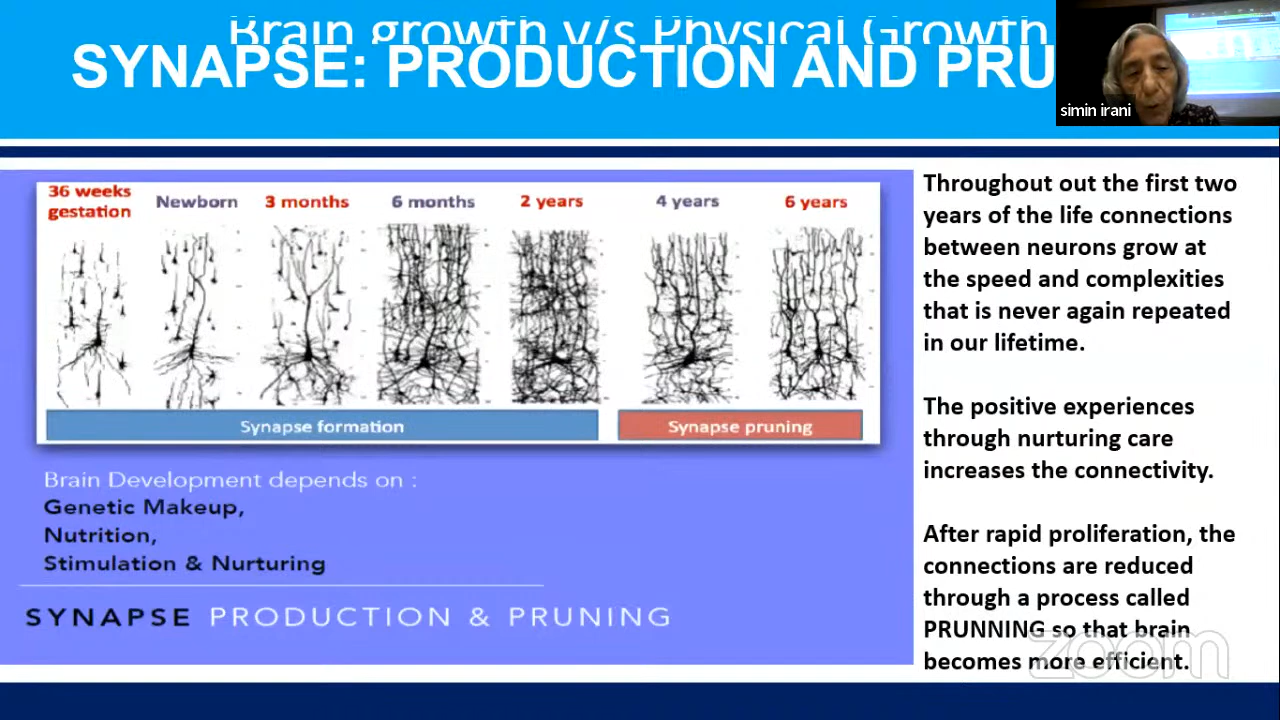 Brain growth v/s Physical Growth
SYNAPSE: PRODUCTION AND PRU
simin irani
36 weeks
gestation
Newborn
3 months
6 months
2 years
4 years
6 years
Synapse formation
Synapse pruning
Brain Development depends on :
Genetic Makeup,
Nutrition,
Stimulation & Nurturing
SYNAPSE PRODUCTION & PRUNING
Throughout out the first two
years of the life connections
between neurons grow at
the speed and complexities
that is never again repeated
in our lifetime.
The positive experiences
through nurturing care
increases the connectivity.
After rapid proliferation, the
connections are reduced
through a process called
PRUNNING so that brain
becomes more efficient.
zoom